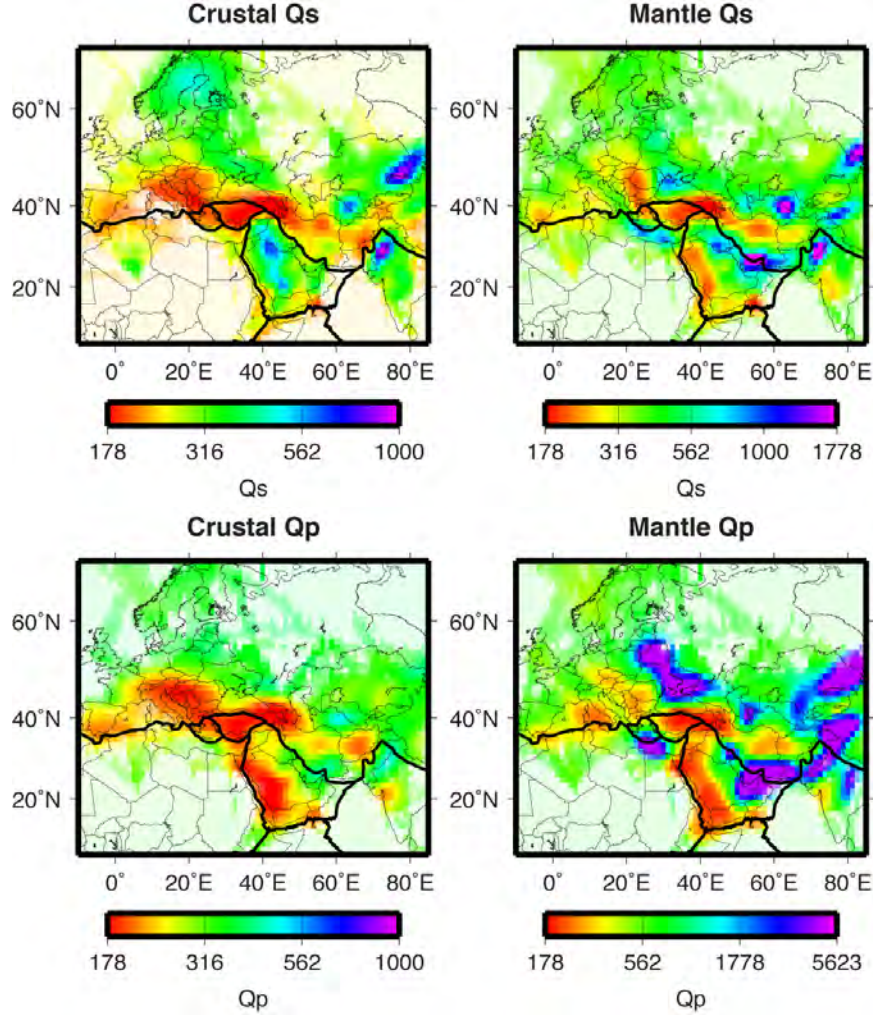 Crustal Qs
Mantle Qs
60°N
40°N
20°N
0° 20°E 40°E 60°E 80°E
178 316 562 1000
Qs
60°N
40°N
20°N
0° 20°E 40°E 60°E 80°E
178 316 562 1000 1778
Qs
Crustal Qp
Mantle Qp
60°N
40°N
20°N
0° 20°E 40°E 60°E 80°E
178 316 562 1000
Qp
60°N
40°N
20°N
0° 20°E 40°E 60°E 80°E
178 562 1778 5623
Qp